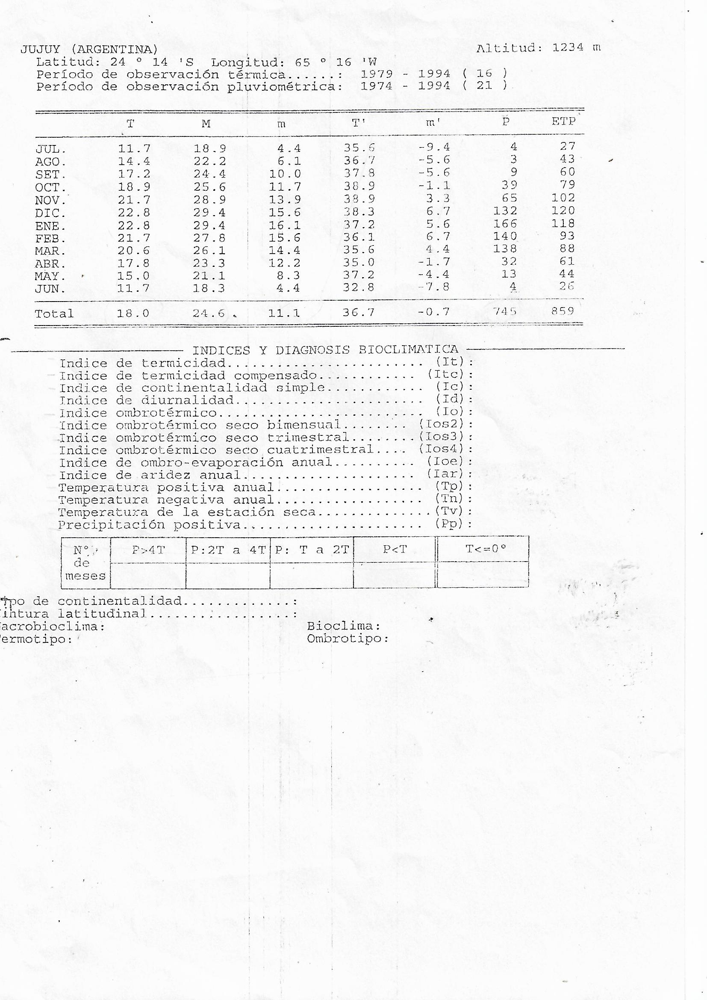 JUJUY (ARGENTINA) Altitud: 1234 m
Latitud: 24 º 14 'S Longitud: 65 º 16 'W
Período de observación térmica......: 1979 - 1994 ( 16 )
Período de observación pluviométrica: 1974 - 1994 ( 21 )
T M m T' m' P ETP
JUL. 11.7 18.9 4.4 35.6 -9.4 4 27
AGO. 14.4 22.2 6.1 36.7 -5.6 3 43
SET. 17.2 24.4 10.0 37.8 -5.6 9 60
OCT. 18.9 25.6 11.7 38.9 -1.1 39 79
NOV. 21.7 28.9 13.9 38.9 3.3 65 102
DIC. 22.8 29.4 15.6 38.3 6.7 132 120
ENE. 22.8 29.4 16.1 37.2 5.6 166 118
FEB. 21.7 27.8 15.6 36.1 6.7 140 93
MAR. 20.6 26.1 14.4 35.6 4.4 138 88
ABR. 17.8 23.3 12.2 35.0 -1.7 32 61
MAY. 15.0 21.1 8.3 37.2 -4.4 13 44
JUN. 11.7 18.3 4.4 32.8 -7.8 4 26
Total 18.0 24.6 11.1 36.7 -0.7 745 859
INDICES Y DIAGNOSIS BIOCLIMATICA
Indice de termicidad........................ (It):
Indice de termicidad compensado............ (Itc):
Indice de continentalidad simple............ (Ic):
Indice de diurnalidad....................... (Id):
Indice ombrotérmico......................... (Io):
Indice ombrotérmico seco bimensual........ (Ios2):
Indice ombrotérmico seco trimestral........(Ios3):
Indice ombrotérmico seco cuatrimestral.... (Ios4):
Indice de ombro-evaporación anual.......... (Ioe):
Indice de aridez anual..................... (Iar):
Temperatura positiva anual.................. (Tp):
Temperatura negativa anual.................. (Tn):
Temperatura de la estación seca..............(Tv):
Precipitación positiva...................... (Pp):
Nº P>4T P:2T a 4T P: T a 2T P<T T<=0º
de
meses
ipo de continentalidad.............:
intura latitudinal.................:
acrobioclima: Bioclima:
ermotipo: Ombrotipo: